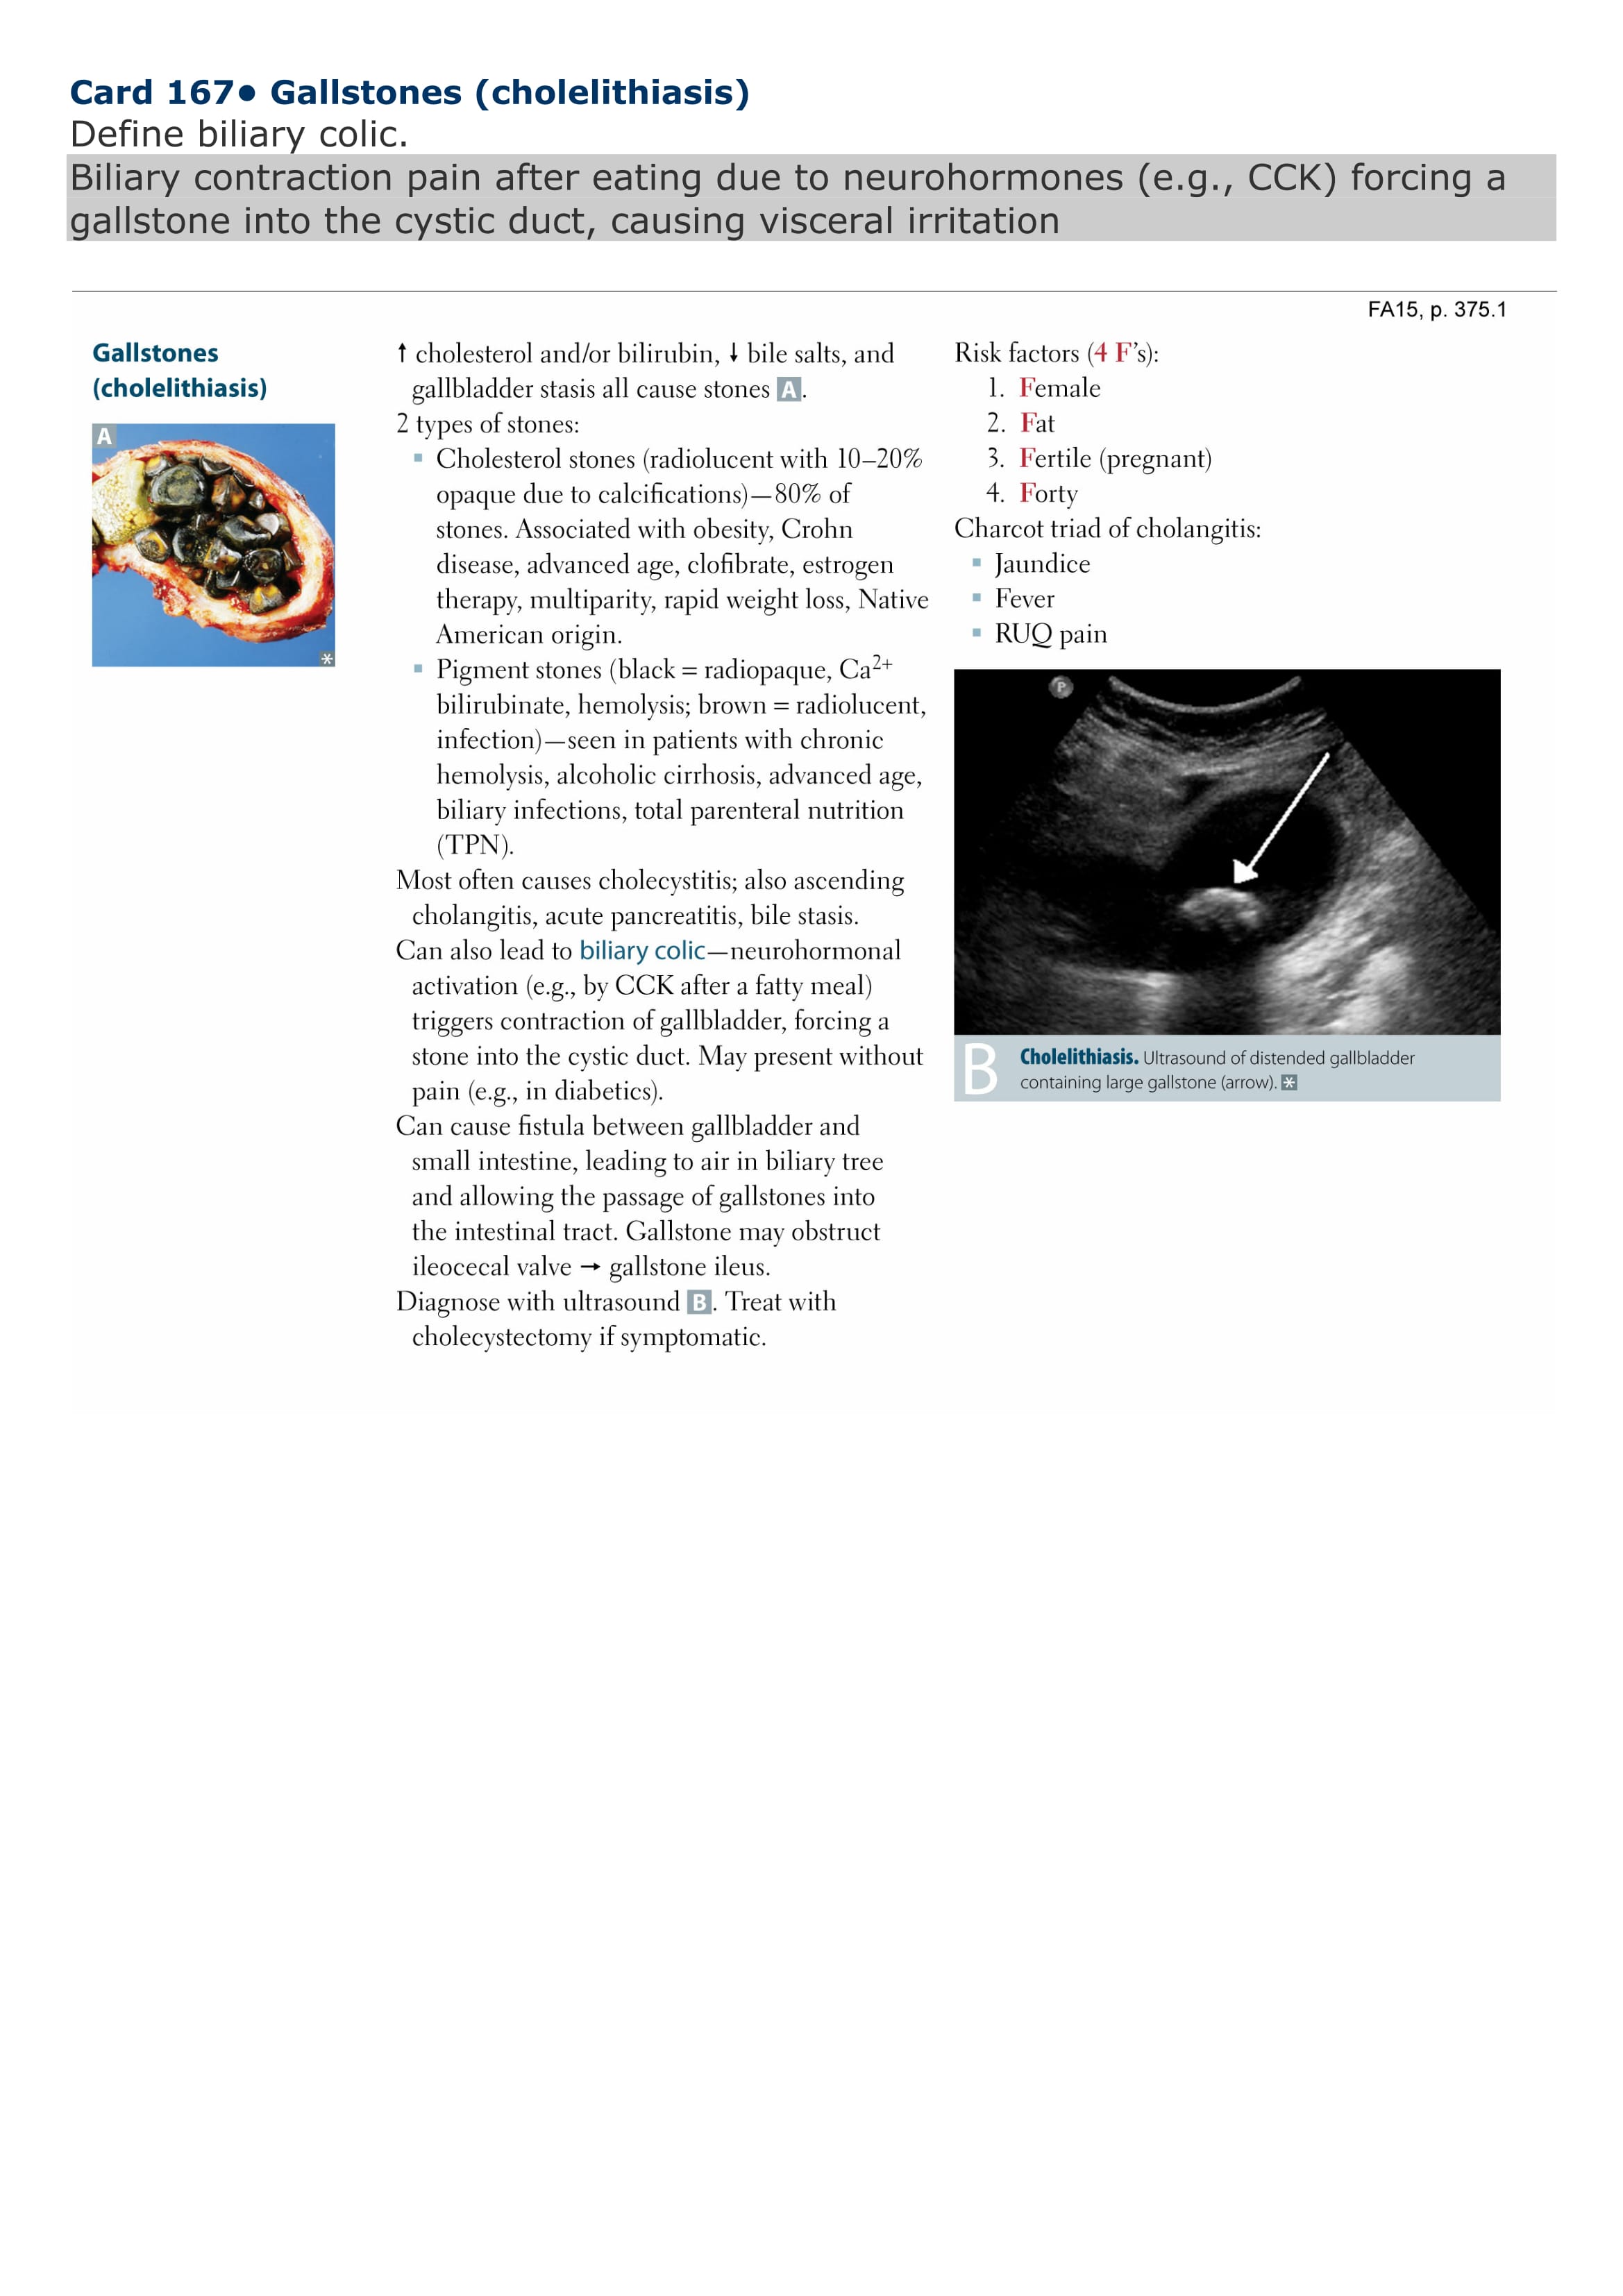 Card 167● Gallstones (cholelithiasis)
Define biliary colic.
Biliary contraction pain after eating due to neurohormones (e.g., CCK) forcing a
gallstone into the cystic duct, causing visceral irritation
FA15, p. 375.1
Gallstones
(cholelithiasis)
A
*
↑ cholesterol and/or bilirubin, ↓ bile salts, and
gallbladder stasis all cause stones A.
2 types of stones:
▪ Cholesterol stones (radiolucent with 10–20%
opaque due to calcifications)—80% of
stones. Associated with obesity, Crohn
disease, advanced age, clofibrate, estrogen
therapy, multiparity, rapid weight loss, Native
American origin.
▪ Pigment stones (black = radiopaque, Ca²⁺
bilirubinate, hemolysis; brown = radiolucent,
infection)—seen in patients with chronic
hemolysis, alcoholic cirrhosis, advanced age,
biliary infections, total parenteral nutrition
(TPN).
Most often causes cholecystitis; also ascending
cholangitis, acute pancreatitis, bile stasis.
Can also lead to biliary colic—neurohormonal
activation (e.g., by CCK after a fatty meal)
triggers contraction of gallbladder, forcing a
stone into the cystic duct. May present without
pain (e.g., in diabetics).
Can cause fistula between gallbladder and
small intestine, leading to air in biliary tree
and allowing the passage of gallstones into
the intestinal tract. Gallstone may obstruct
ileocecal valve → gallstone ileus.
Diagnose with ultrasound B. Treat with
cholecystectomy if symptomatic.
Risk factors (4 F's):
1. Female
2. Fat
3. Fertile (pregnant)
4. Forty
Charcot triad of cholangitis:
▪ Jaundice
▪ Fever
▪ RUQ pain
P
B
Cholelithiasis. Ultrasound of distended gallbladder
containing large gallstone (arrow). *